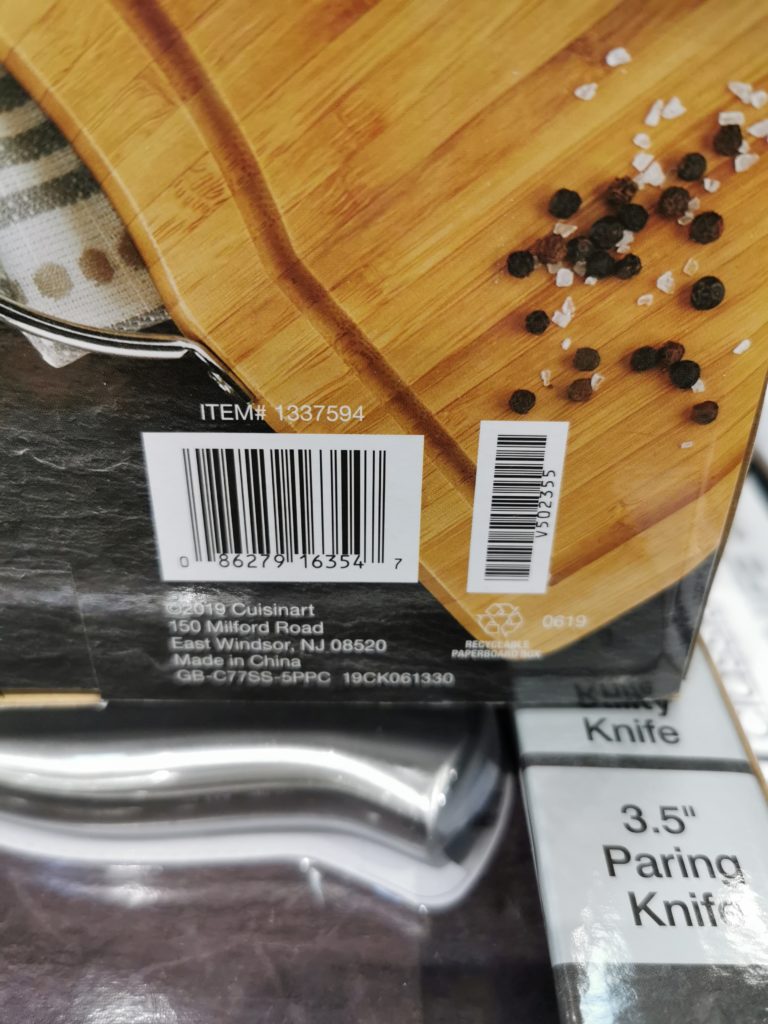 ITEM# 1337594
0 86279 16354 7
V502355
©2019 Cuisinart
150 Milford Road
East Windsor, NJ 08520
Made in China
GB-C77SS-5PPC 19CK061330
RECYCLABLE
PAPERBOARD BOX
0619
Knife
3.5"
Paring
Knife